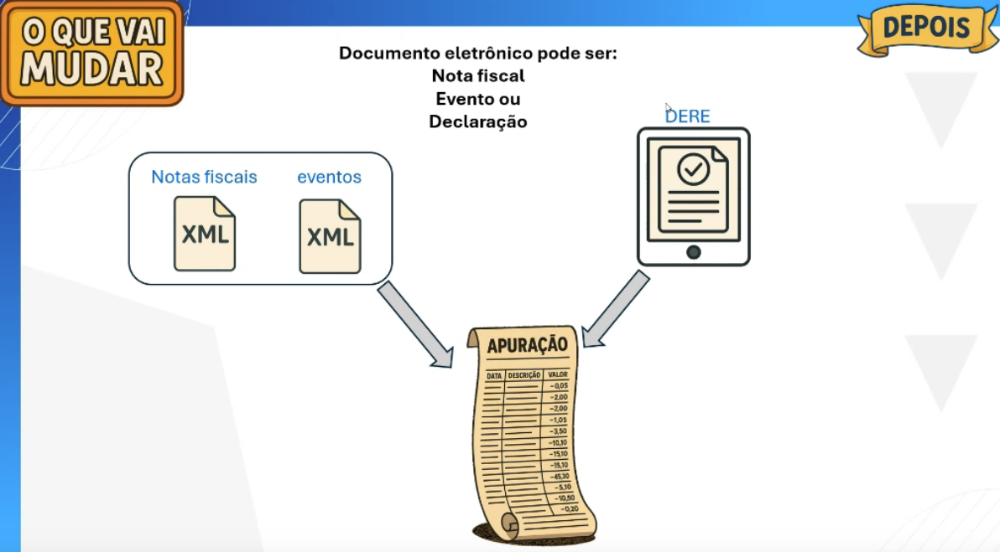 O QUE VAI
MUDAR
DEPOIS
Documento eletrônico pode ser:
Nota fiscal
Evento ou
Declaração
DERE
Notas fiscais eventos
XML XML
APURAÇÃO
DATA DESCRIÇÃO VALOR
-0,05
-2,00
-2,00
-1,05
-3,50
-10,10
-15,10
-15,10
-45,30
-5,10
-10,50
-0,20